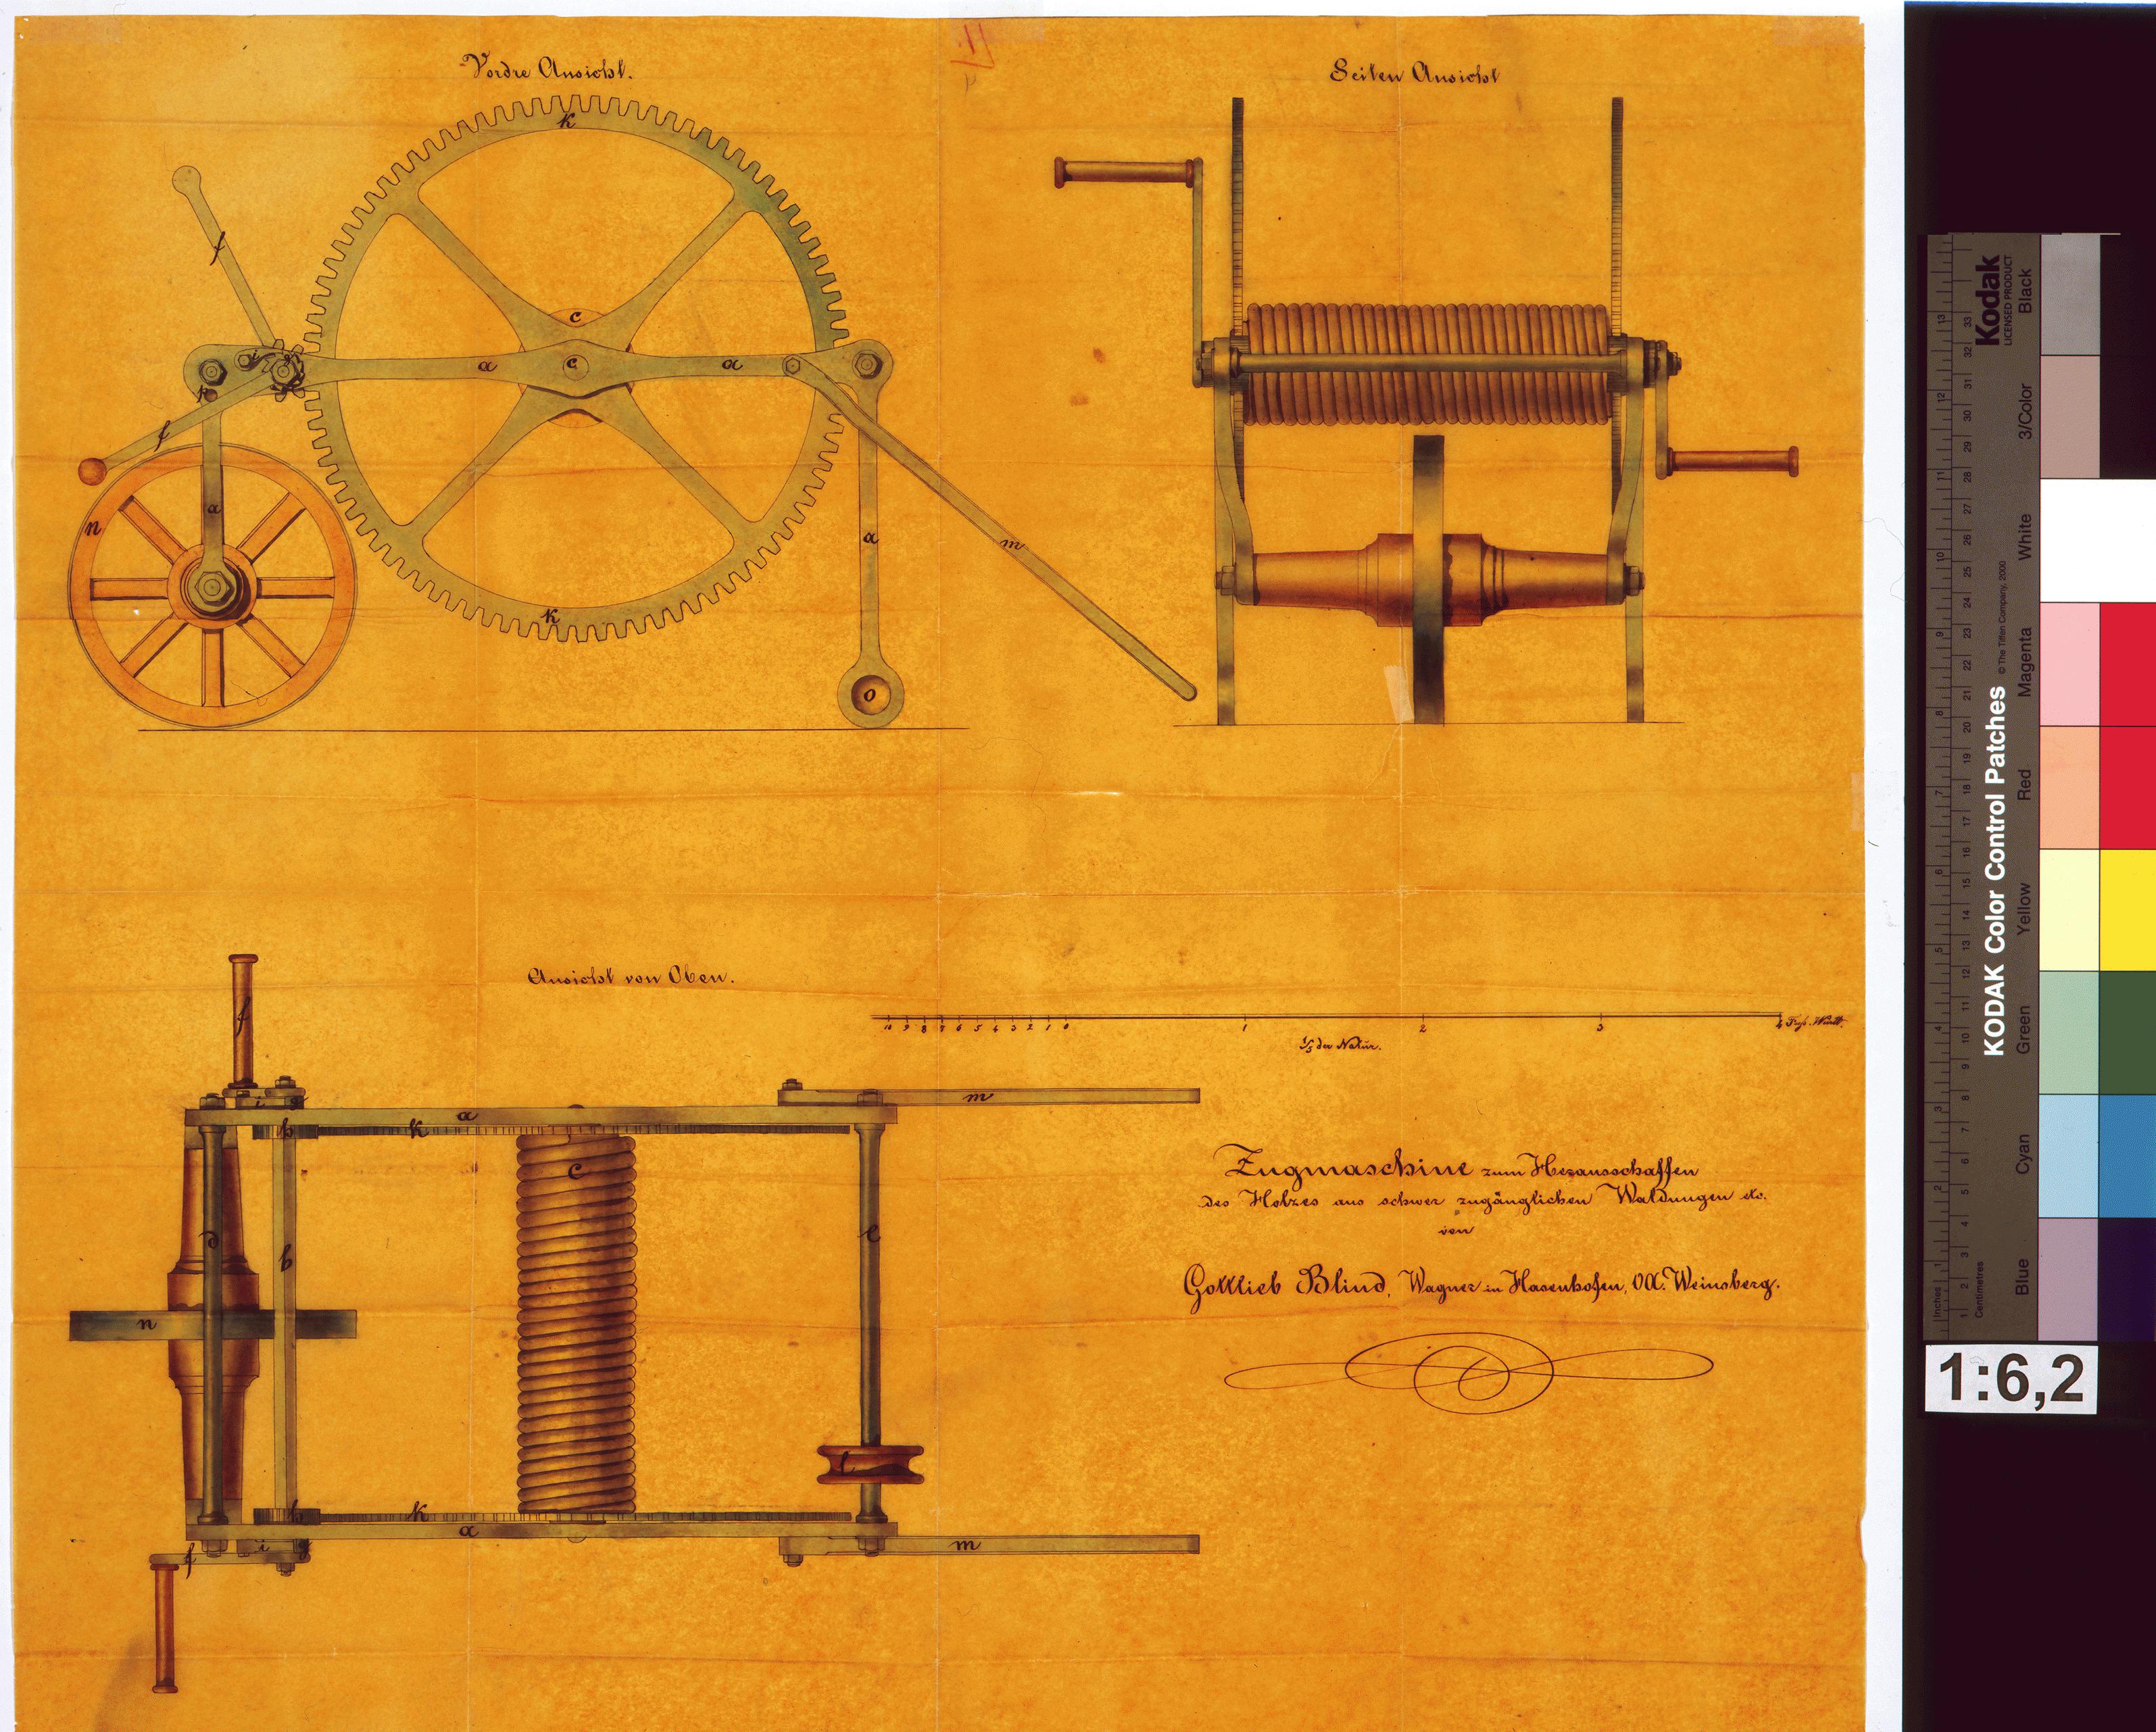 Vordre Ansicht.
Seiten Ansicht
k
f
c
i
g
a
c
a
p
f
n
a
a
m
k
o
Ansicht von Oben.
f
10 9 8 7 6 5 4 3 2 1 0 1 2 3 4 Fuß. Württ.
1/5 der Natur.
i g
a
m
h
k
c
d
b
e
n
l
h
k
a
i g
f
m
Zugmaschine zum Herausschaffen
des Holzes aus schwer zugänglichen Waldungen etc.
von
Gottlieb Blind, Wagner in Hasenhofen, OA. Weinsberg.
Kodak
LICENSED PRODUCT
KODAK Color Control Patches © The Tiffen Company, 2000
Blue Cyan Green Yellow Red Magenta White 3/Color Black
Inches 1 2 3 4 5 6 7 8 9 10 11 12 13
Centimetres 1 2 3 4 5 6 7 8 9 10 11 12 13 14 15 16 17 18 19 20 21 22 23 24 25 26 27 28 29 30 31 32 33
1:6,2